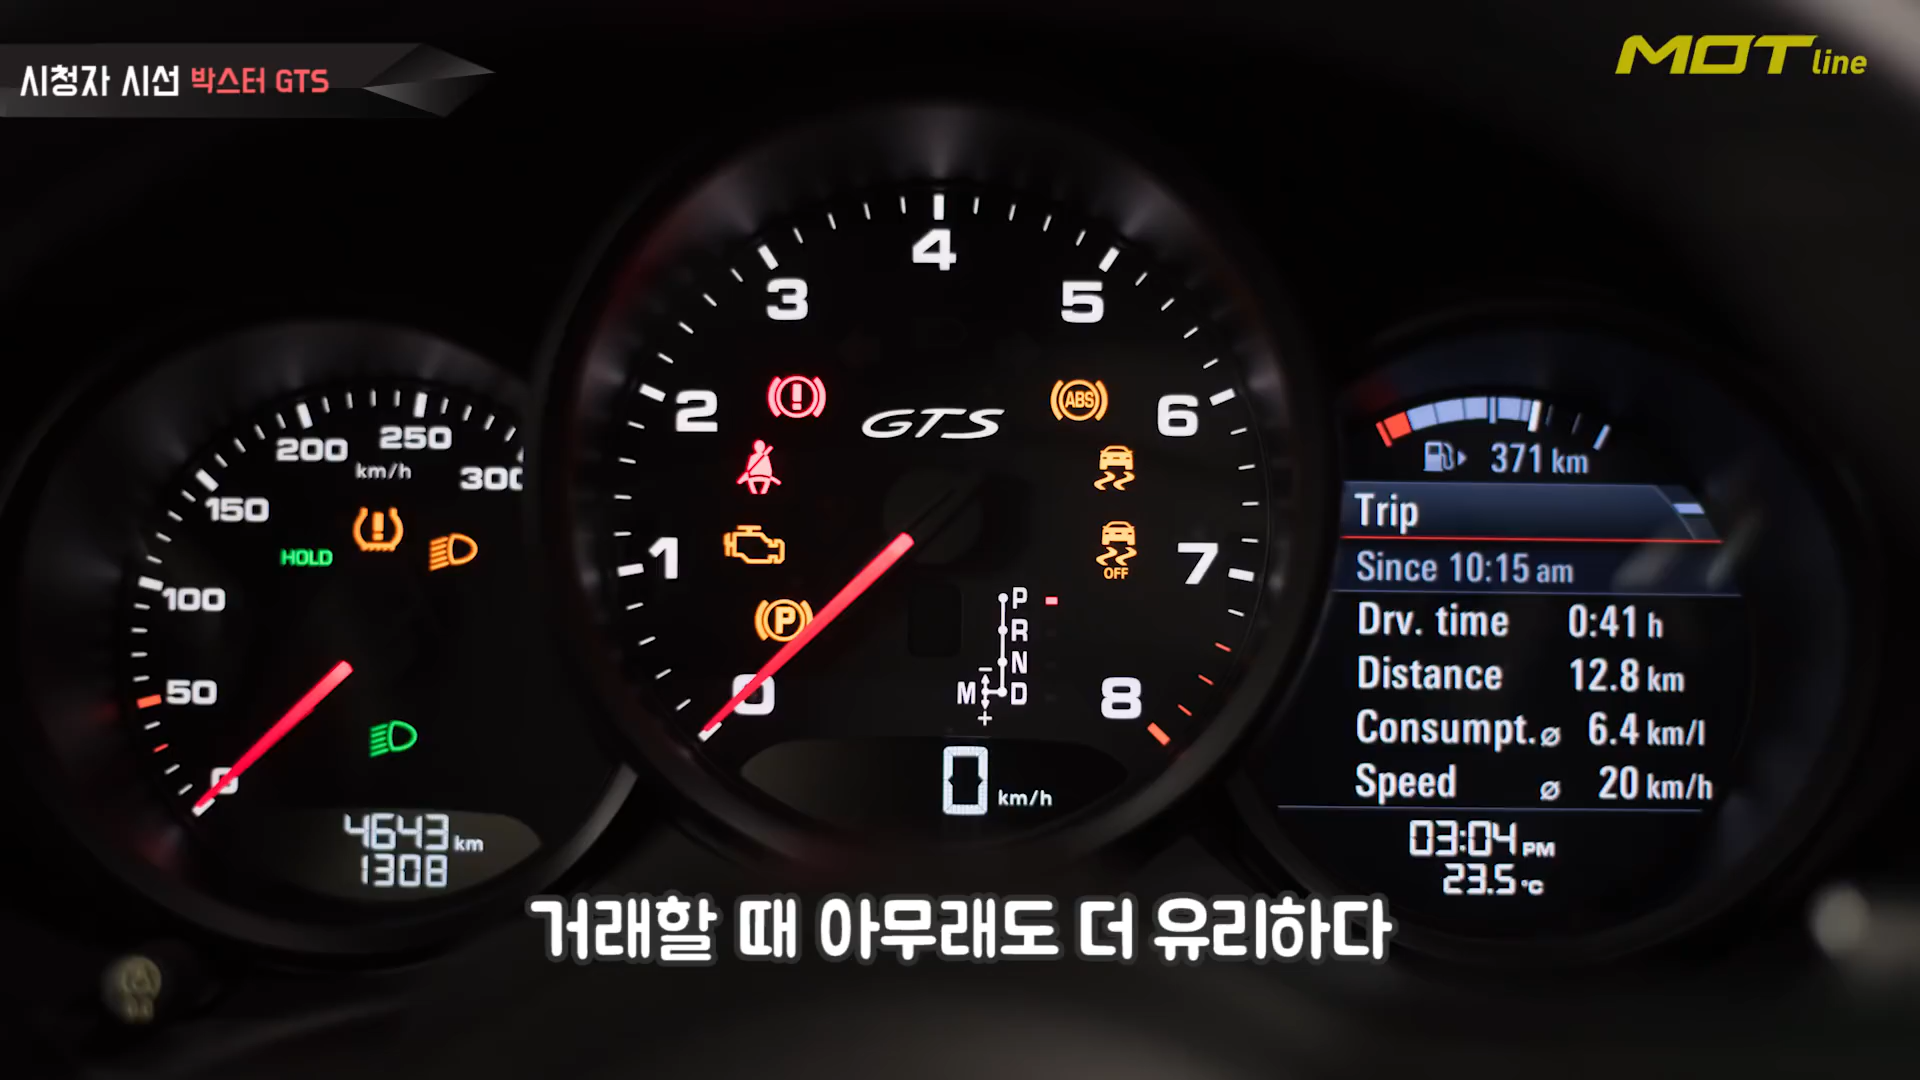 시청자 시선 박스터 GTS
MOT line
50
100
150
200
250
300
km/h
HOLD
4643 km
1308
0
1
2
3
4
5
6
7
8
GTS
ABS
OFF
P
P
R
N
M D
- +
0 km/h
371 km
Trip
Since 10:15 am
Drv. time 0:41 h
Distance 12.8 km
Consumpt. ⌀ 6.4 km/l
Speed ⌀ 20 km/h
03:04 PM
23.5 °C
거래할 때 아무래도 더 유리하다